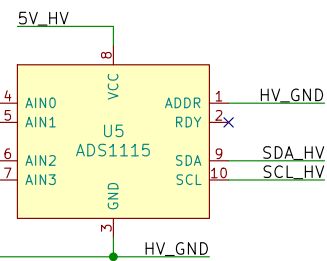 5V_HV
8
VCC
4 AIN0 ADDR 1 HV_GND
5 AIN1 RDY 2
U5
ADS1115
6 AIN2 SDA 9 SDA_HV
7 AIN3 SCL 10 SCL_HV
GND
3
HV_GND